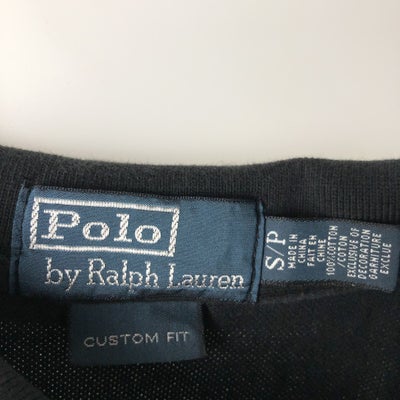 Polo
by Ralph Lauren
CUSTOM FIT
S/P
MADE IN
CHINA
FAIT EN
CHINE
100% COTTON
/COTON
EXCLUSIVE OF
DECORATION
GARNITURE
EXCLUE